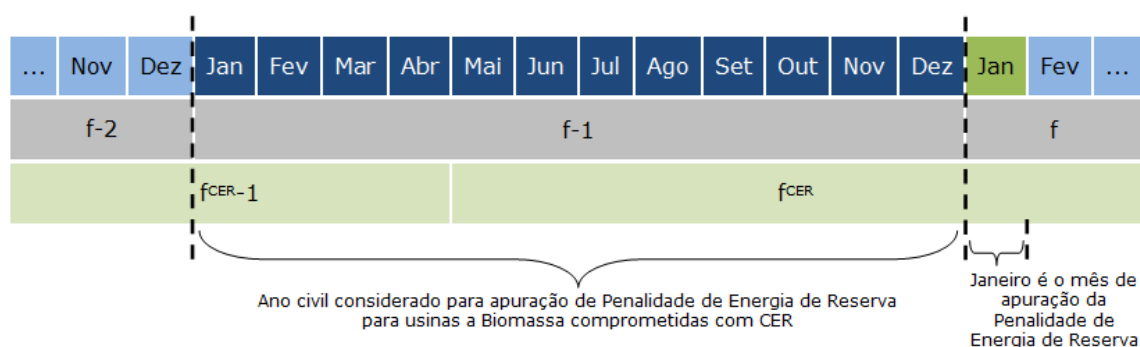 ... Nov Dez Jan Fev Mar Abr Mai Jun Jul Ago Set Out Nov Dez Jan Fev ...
f-2 f-1 f
fCER-1 fCER
Ano civil considerado para apuração de Penalidade de Energia de Reserva
para usinas a Biomassa comprometidas com CER
Janeiro é o mês de
apuração da
Penalidade de
Energia de Reserva